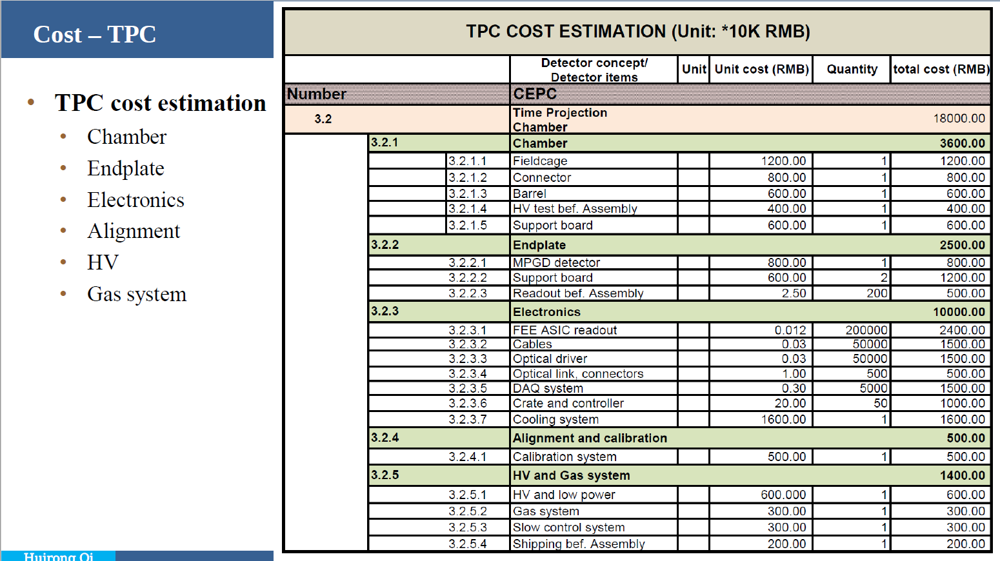 Cost – TPC
• TPC cost estimation
• Chamber
• Endplate
• Electronics
• Alignment
• HV
• Gas system
Huirong Qi
TPC COST ESTIMATION (Unit: *10K RMB)
Detector concept/
Detector items Unit Unit cost (RMB) Quantity total cost (RMB)
Number CEPC
3.2 Time Projection
Chamber 18000.00
3.2.1 Chamber 3600.00
3.2.1.1 Fieldcage 1200.00 1 1200.00
3.2.1.2 Connector 800.00 1 800.00
3.2.1.3 Barrel 600.00 1 600.00
3.2.1.4 HV test bef. Assembly 400.00 1 400.00
3.2.1.5 Support board 600.00 1 600.00
3.2.2 Endplate 2500.00
3.2.2.1 MPGD detector 800.00 1 800.00
3.2.2.2 Support board 600.00 2 1200.00
3.2.2.3 Readout bef. Assembly 2.50 200 500.00
3.2.3 Electronics 10000.00
3.2.3.1 FEE ASIC readout 0.012 200000 2400.00
3.2.3.2 Cables 0.03 50000 1500.00
3.2.3.3 Optical driver 0.03 50000 1500.00
3.2.3.4 Optical link, connectors 1.00 500 500.00
3.2.3.5 DAQ system 0.30 5000 1500.00
3.2.3.6 Crate and controller 20.00 50 1000.00
3.2.3.7 Cooling system 1600.00 1 1600.00
3.2.4 Alignment and calibration 500.00
3.2.4.1 Calibration system 500.00 1 500.00
3.2.5 HV and Gas system 1400.00
3.2.5.1 HV and low power 600.000 1 600.00
3.2.5.2 Gas system 300.00 1 300.00
3.2.5.3 Slow control system 300.00 1 300.00
3.2.5.4 Shipping bef. Assembly 200.00 1 200.00